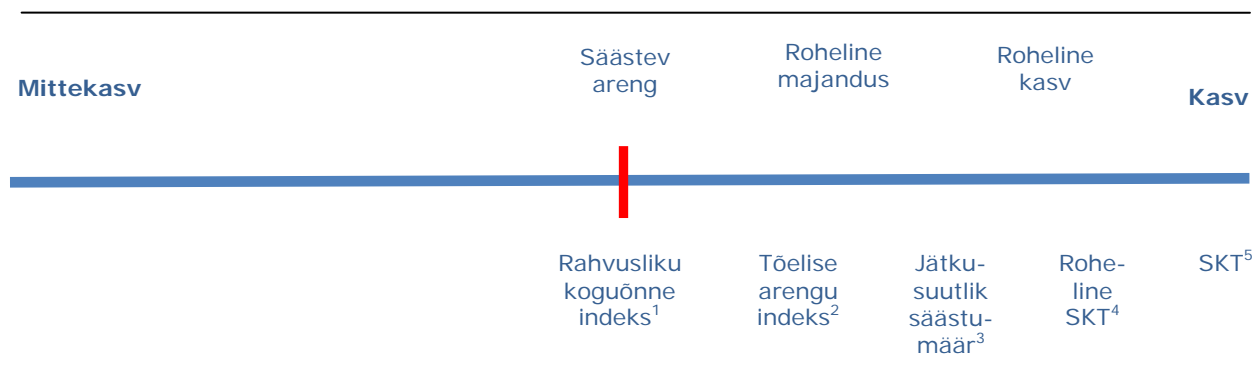 Mittekasv
Säästev
areng
Roheline
majandus
Roheline
kasv
Kasv
Rahvusliku
koguõnne
indeks1
Tõelise
arengu
indeks2
Jätku-
suutlik
säästu-
määr3
Rohe-
line
SKT4
SKT5